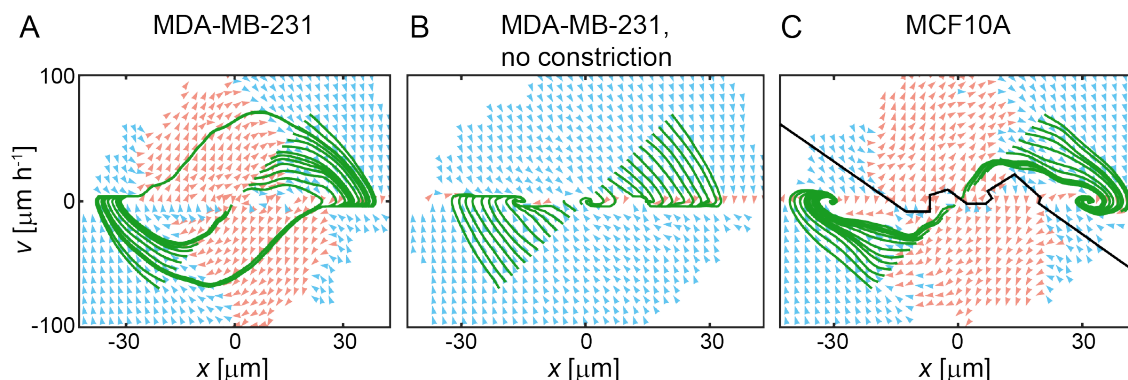 A MDA-MB-231 B MDA-MB-231, C MCF10A
no constriction
100
0
-100
v [μm h⁻¹]
-30 0 30 -30 0 30 -30 0 30
x [μm] x [μm] x [μm]